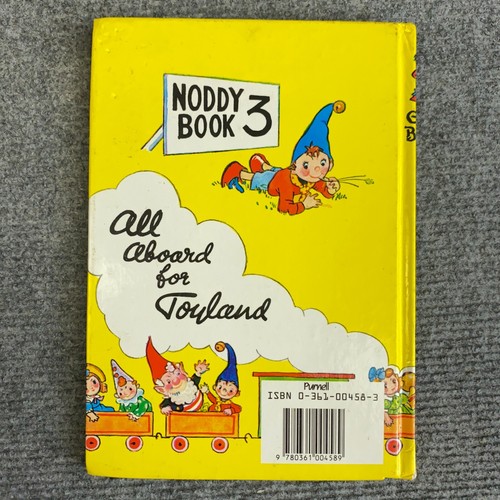 NODDY
BOOK 3
All
Aboard
for
Toyland
Purnell
ISBN 0-361-00458-3
9 780361 004589